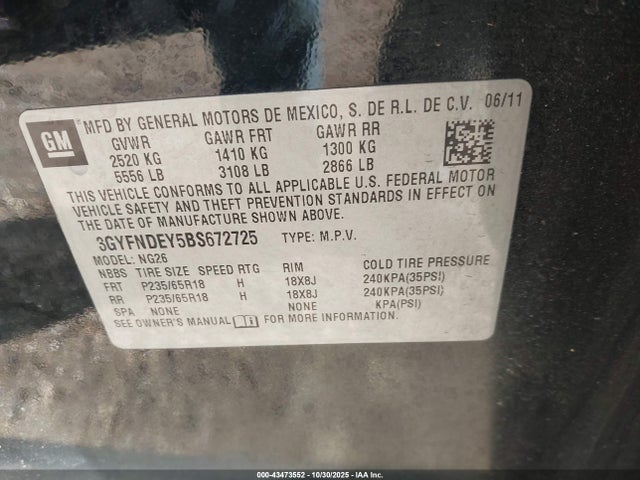 GM
MFD BY GENERAL MOTORS DE MEXICO, S. DE R.L. DE C.V. 06/11
GVWR GAWR FRT GAWR RR
2520 KG 1410 KG 1300 KG
5556 LB 3108 LB 2866 LB
THIS VEHICLE CONFORMS TO ALL APPLICABLE U.S. FEDERAL MOTOR
VEHICLE SAFETY AND THEFT PREVENTION STANDARDS IN EFFECT ON
THE DATE OF MANUFACTURE SHOWN ABOVE.
3GYFNDEY5BS672725 TYPE: M.P.V.
MODEL: NG26
NBBS TIRE SIZE SPEED RTG RIM COLD TIRE PRESSURE
FRT P235/65R18 H 18X8J 240KPA(35PSI)
RR P235/65R18 H 18X8J 240KPA(35PSI)
SPA NONE NONE KPA(PSI)
SEE OWNER'S MANUAL FOR MORE INFORMATION.
000-43473552 - 10/30/2025 - IAA Inc.